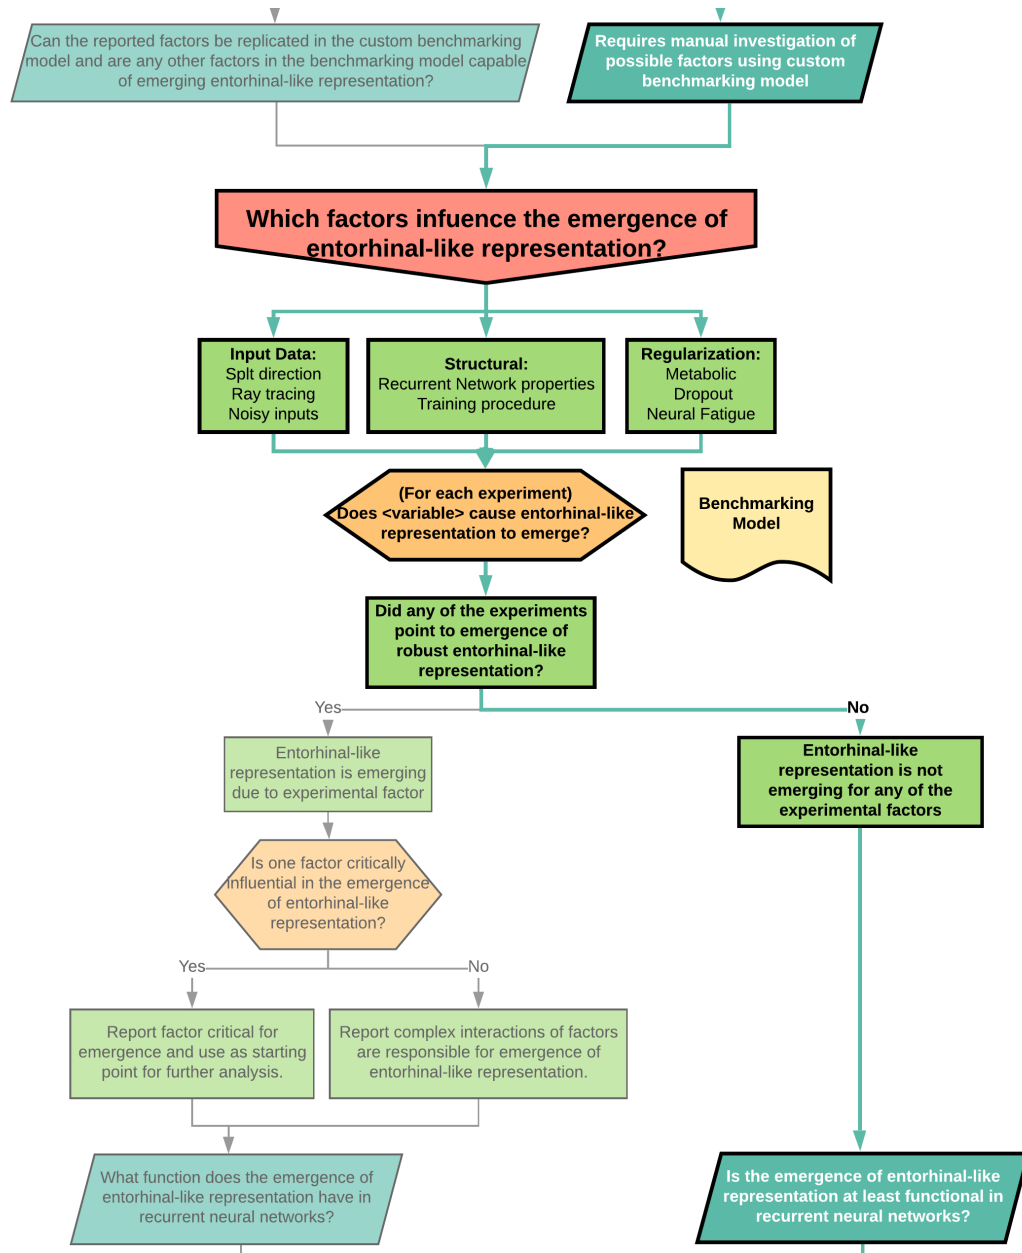 Can the reported factors be replicated in the custom benchmarking
model and are any other factors in the benchmarking model capable
of emerging entorhinal-like representation?
Requires manual investigation of
possible factors using custom
benchmarking model
Which factors infuence the emergence of
entorhinal-like representation?
Input Data:
Splt direction
Ray tracing
Noisy inputs
Structural:
Recurrent Network properties
Training procedure
Regularization:
Metabolic
Dropout
Neural Fatigue
(For each experiment)
Does <variable> cause entorhinal-like
representation to emerge?
Benchmarking
Model
Did any of the experiments
point to emergence of
robust entorhinal-like
representation?
Yes
No
Entorhinal-like
representation is emerging
due to experimental factor
Entorhinal-like
representation is not
emerging for any of the
experimental factors
Is one factor critically
influential in the emergence
of entorhinal-like
representation?
Yes
No
Report factor critical for
emergence and use as starting
point for further analysis.
Report complex interactions of factors
are responsible for emergence of
entorhinal-like representation.
What function does the emergence of
entorhinal-like representation have in
recurrent neural networks?
Is the emergence of entorhinal-like
representation at least functional in
recurrent neural networks?